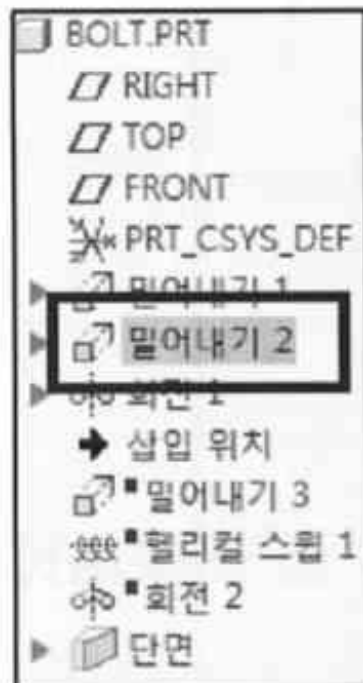 BOLT.PRT
RIGHT
TOP
FRONT
PRT_CSYS_DEF
밀어내기 1
밀어내기 2
회전 1
삽입 위치
밀어내기 3
헬리컬 스윕 1
회전 2
단면